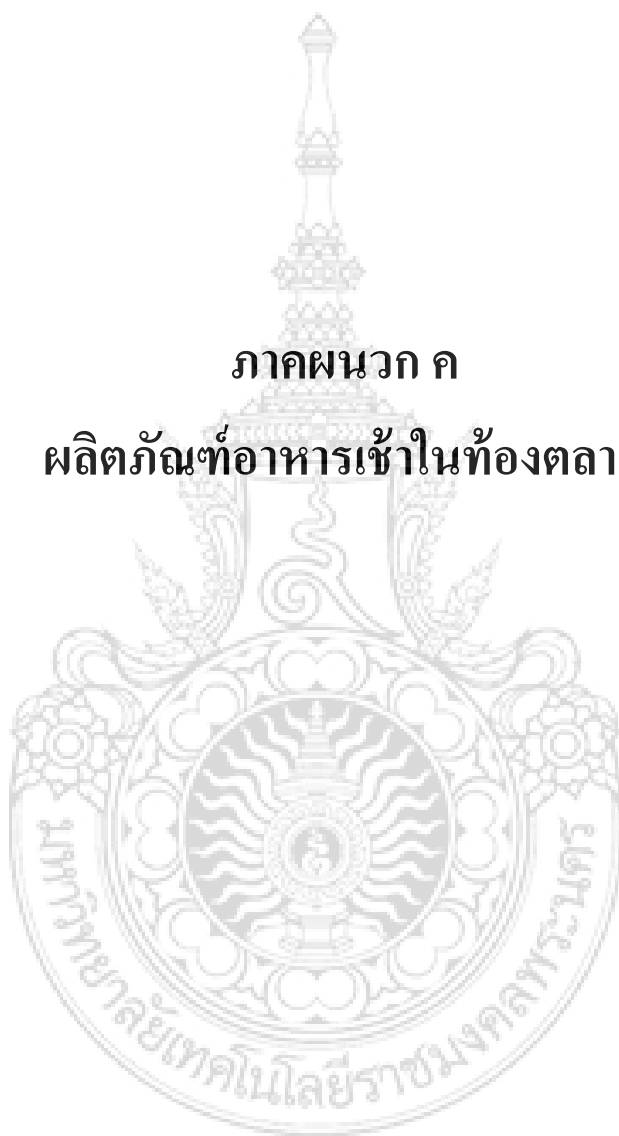 ภาคผนวก ค
ผลิตภัณฑ์อาหารเช้าในท้องตลา
มหาวิทยาลัยเทคโนโลยีราชมงคลพระนคร